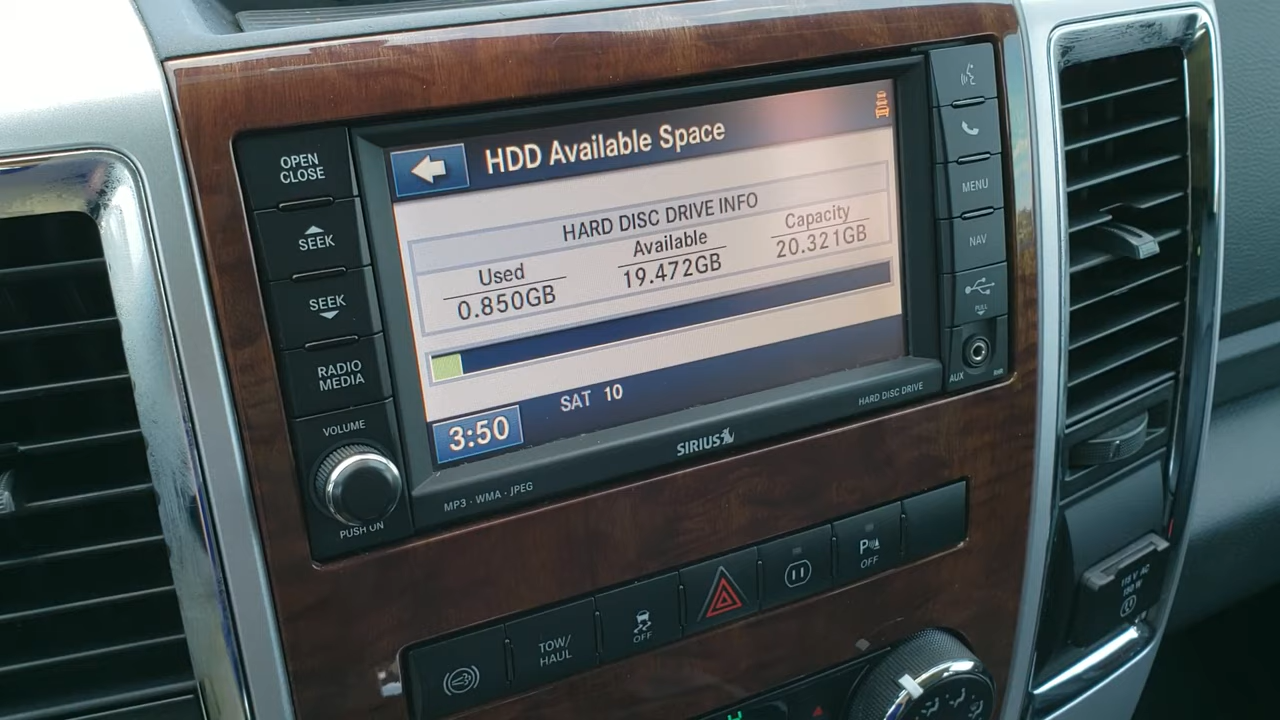 OPEN
CLOSE
SEEK
SEEK
RADIO
MEDIA
VOLUME
PUSH ON
HDD Available Space
HARD DISC DRIVE INFO
Used
Available
Capacity
0.850GB
19.472GB
20.321GB
3:50
SAT 10
MP3 · WMA · JPEG
SIRIUS
HARD DISC DRIVE
MENU
NAV
PULL
AUX
TOW/
HAUL
OFF
P
OFF
115 V AC
150 W